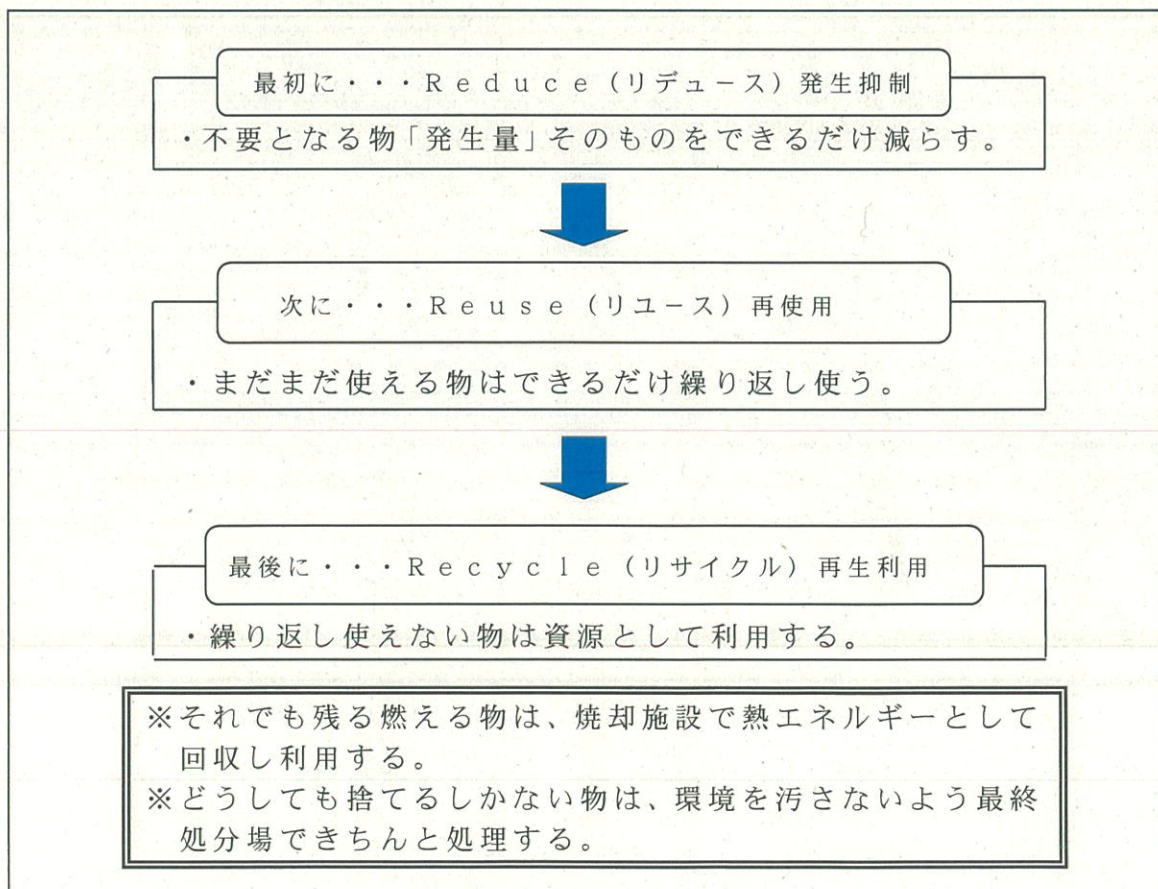 最初に・・・Reduce（リデュース）発生抑制
・不要となる物「発生量」そのものをできるだけ減らす。
次に・・・Reuse（リユース）再使用
・まだまだ使える物はできるだけ繰り返し使う。
最後に・・・Recycle（リサイクル）再生利用
・繰り返し使えない物は資源として利用する。
※それでも残る燃える物は、焼却施設で熱エネルギーとして
回収し利用する。
※どうしても捨てるしかない物は、環境を汚さないよう最終
処分場できちんと処理する。